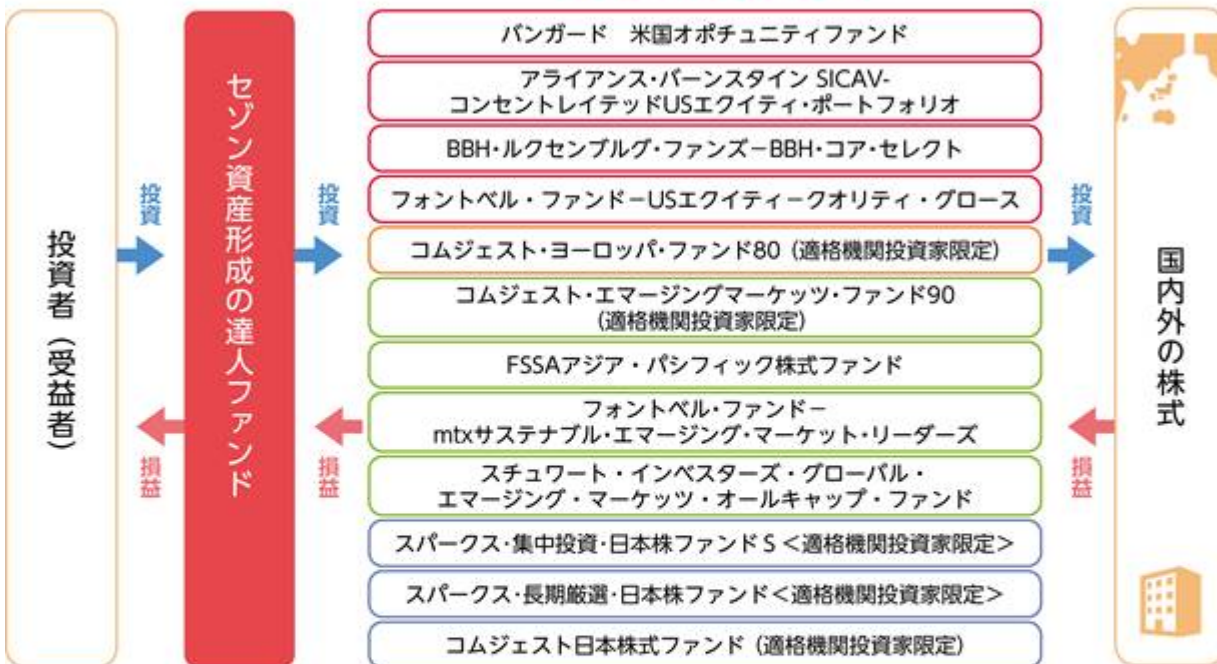 投資者（受益者）
投資
損益
セゾン資産形成の達人ファンド
投資
損益
バンガード　米国オポチュニティファンド
アライアンス・バーンスタイン SICAV-
コンセントレイテッドUSエクイティ・ポートフォリオ
BBH・ルクセンブルグ・ファンズ－BBH・コア・セレクト
フォントベル・ファンド－USエクイティ－クオリティ・グロース
コムジェスト・ヨーロッパ・ファンド80（適格機関投資家限定）
コムジェスト・エマージングマーケッツ・ファンド90
（適格機関投資家限定）
FSSAアジア・パシフィック株式ファンド
フォントベル・ファンド－
mtxサステナブル・エマージング・マーケット・リーダーズ
スチュワート・インベスターズ・グローバル・
エマージング・マーケッツ・オールキャップ・ファンド
スパークス・集中投資・日本株ファンド S＜適格機関投資家限定＞
スパークス・長期厳選・日本株ファンド＜適格機関投資家限定＞
コムジェスト日本株式ファンド（適格機関投資家限定）
投資
損益
国内外の株式